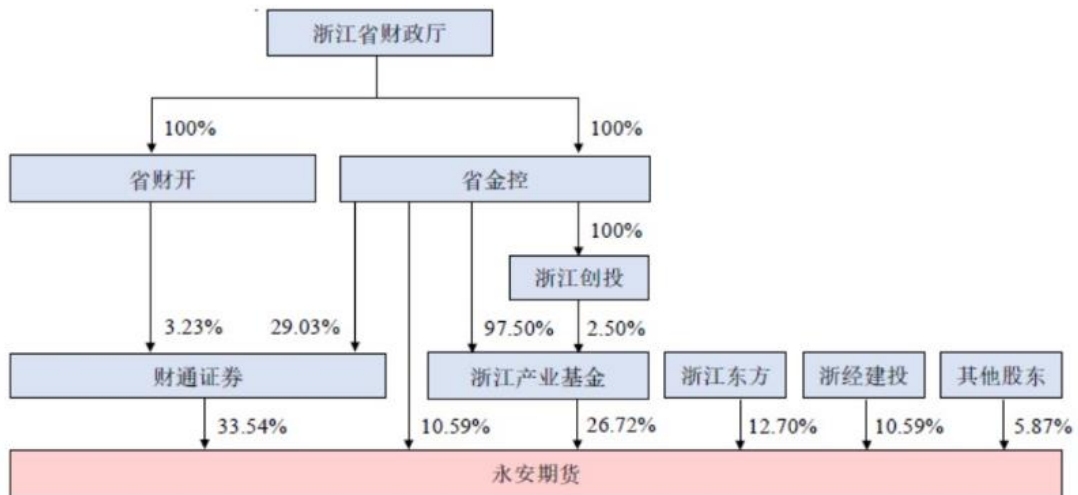 浙江省财政厅
100% 100%
省财开 省金控
100%
浙江创投
3.23% 29.03% 97.50% 2.50%
财通证券 浙江产业基金 浙江东方 浙经建投 其他股东
33.54% 10.59% 26.72% 12.70% 10.59% 5.87%
永安期货